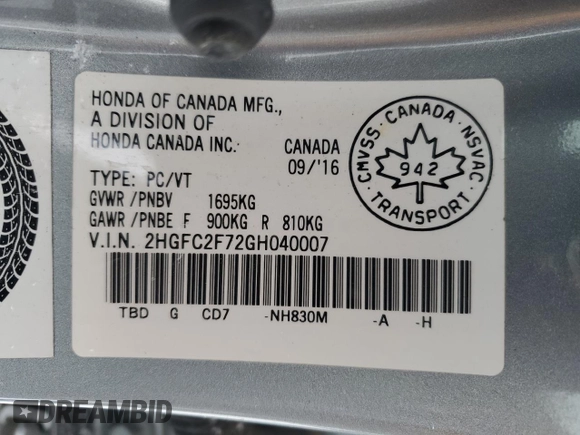 HONDA OF CANADA MFG.,
A DIVISION OF
HONDA CANADA INC. CANADA
09/'16
TYPE: PC/VT
GVWR /PNBV 1695KG
GAWR /PNBE F 900KG R 810KG
V.I.N. 2HGFC2F72GH040007
TBD G CD7 -NH830M -A -H
CMVSS · CANADA · NSVAC
942
TRANSPORT
DREAMBID